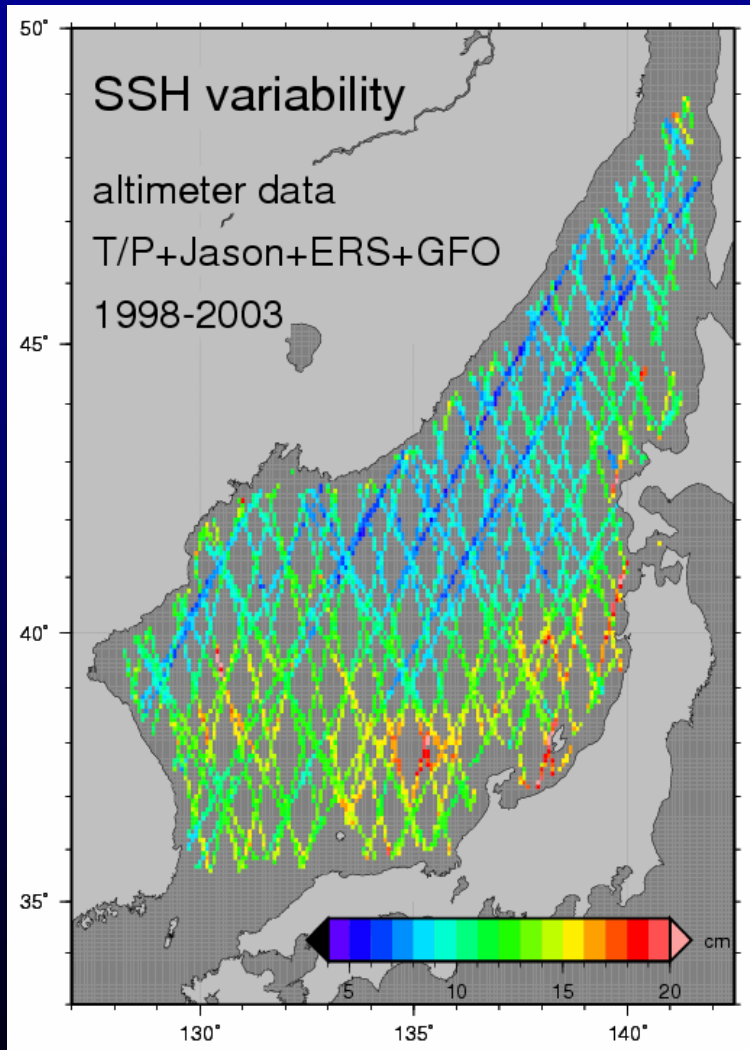 50°
SSH variability
altimeter data
T/P+Jason+ERS+GFO
1998-2003
45°
40°
35°
cm
5 10 15 20
130° 135° 140°